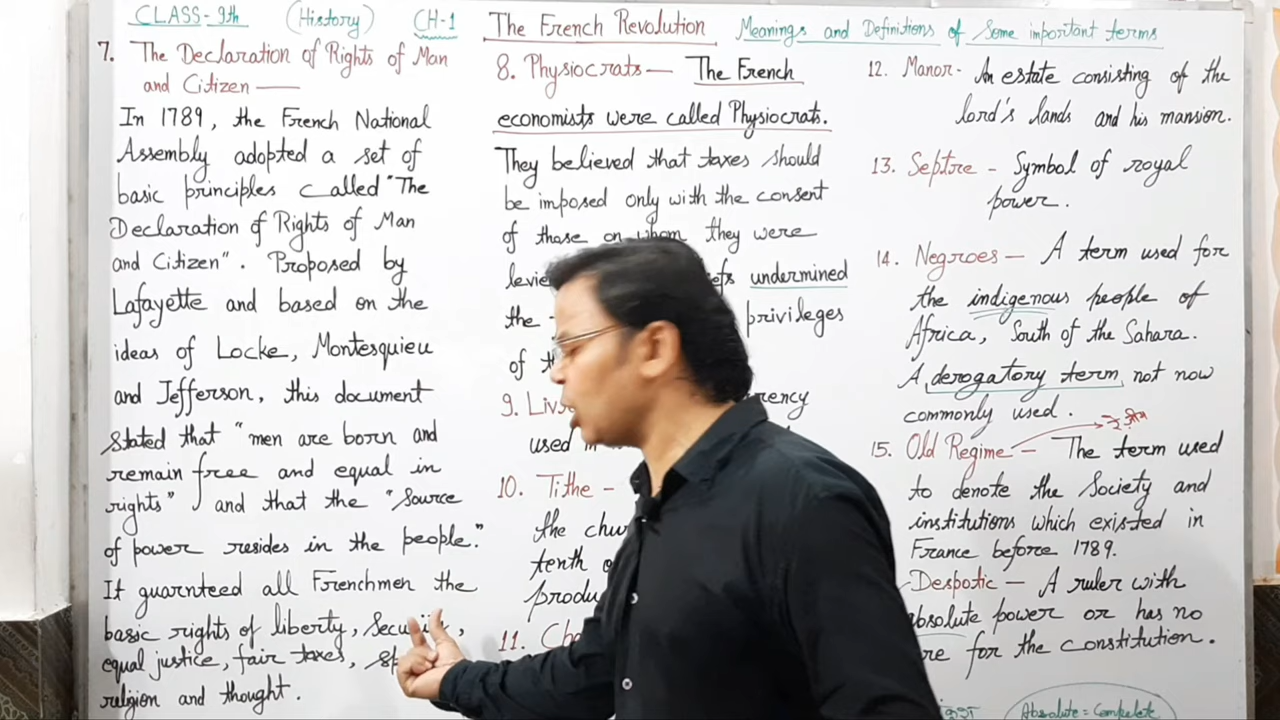 CLASS-9th (History) CH-1 The French Revolution Meanings and Definitions of Some important terms
7. The Declaration of Rights of Man
and Citizen —
In 1789, the French National
Assembly adopted a set of
basic principles called "The
Declaration of Rights of Man
and Citizen". Proposed by
Lafayette and based on the
ideas of Locke, Montesquieu
and Jefferson, this document
stated that "men are born and
remain free and equal in
rights" and that the "source
of power resides in the people."
It guarnteed all Frenchmen the
basic rights of liberty,
equal justice, fair taxes,
religion and thought.
8. Physiocrats — The French
economists were called Physiocrats.
They believed that taxes should
be imposed only with the consent
of those on whom they were
undermined
the privileges
of
9.
used
10. Tithe -
the
tenth
11.
12. Manor - An estate consisting of the
lord's lands and his mansion.
13. Septre - Symbol of royal
power.
14. Negroes — A term used for
the indigenous people of
Africa, South of the Sahara.
A derogatory term, not now
commonly used.
15. Old Regime — The term used
to denote the Society and
institutions which existed in
France before 1789.
Despotic — A ruler with
absolute power or has no
for the constitution.
Absolute = Complete